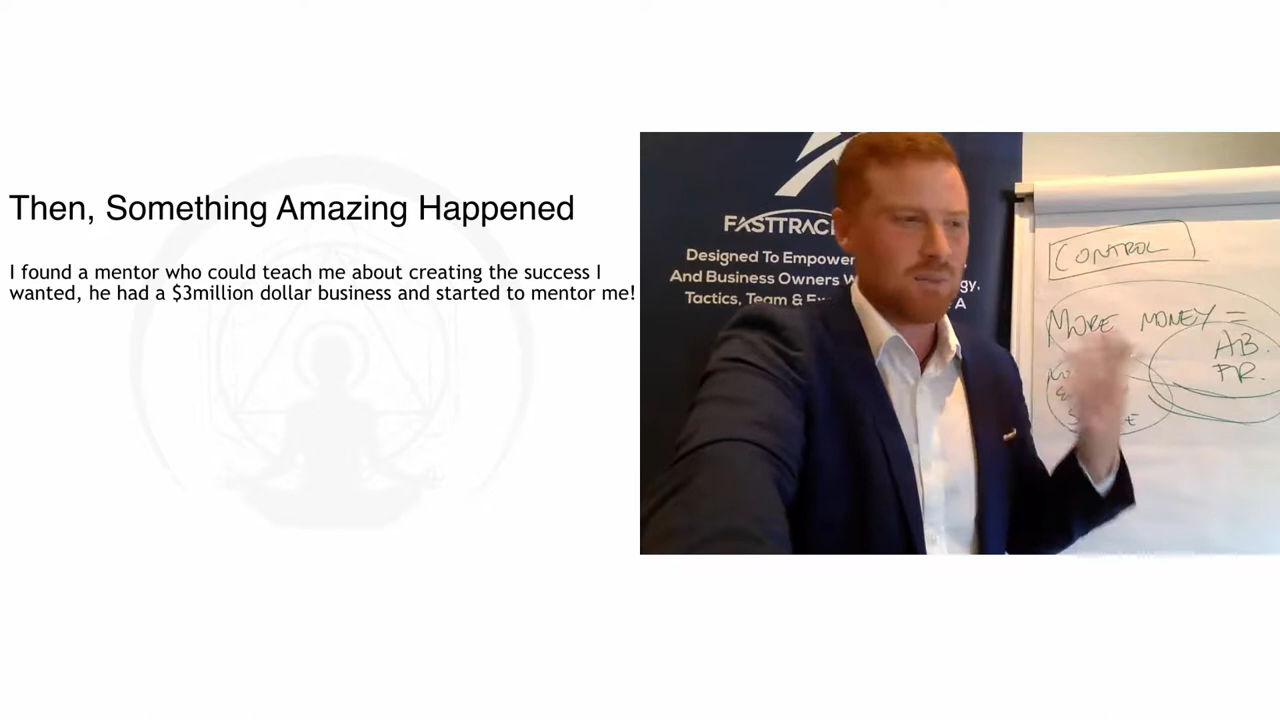 Then, Something Amazing Happened
I found a mentor who could teach me about creating the success I
wanted, he had a $3million dollar business and started to mentor me!
FASTTRAC
Designed To Empower
And Business Owners W
Tactics, Team &
A
CONTROL
MORE MONEY =
AB.
PR.